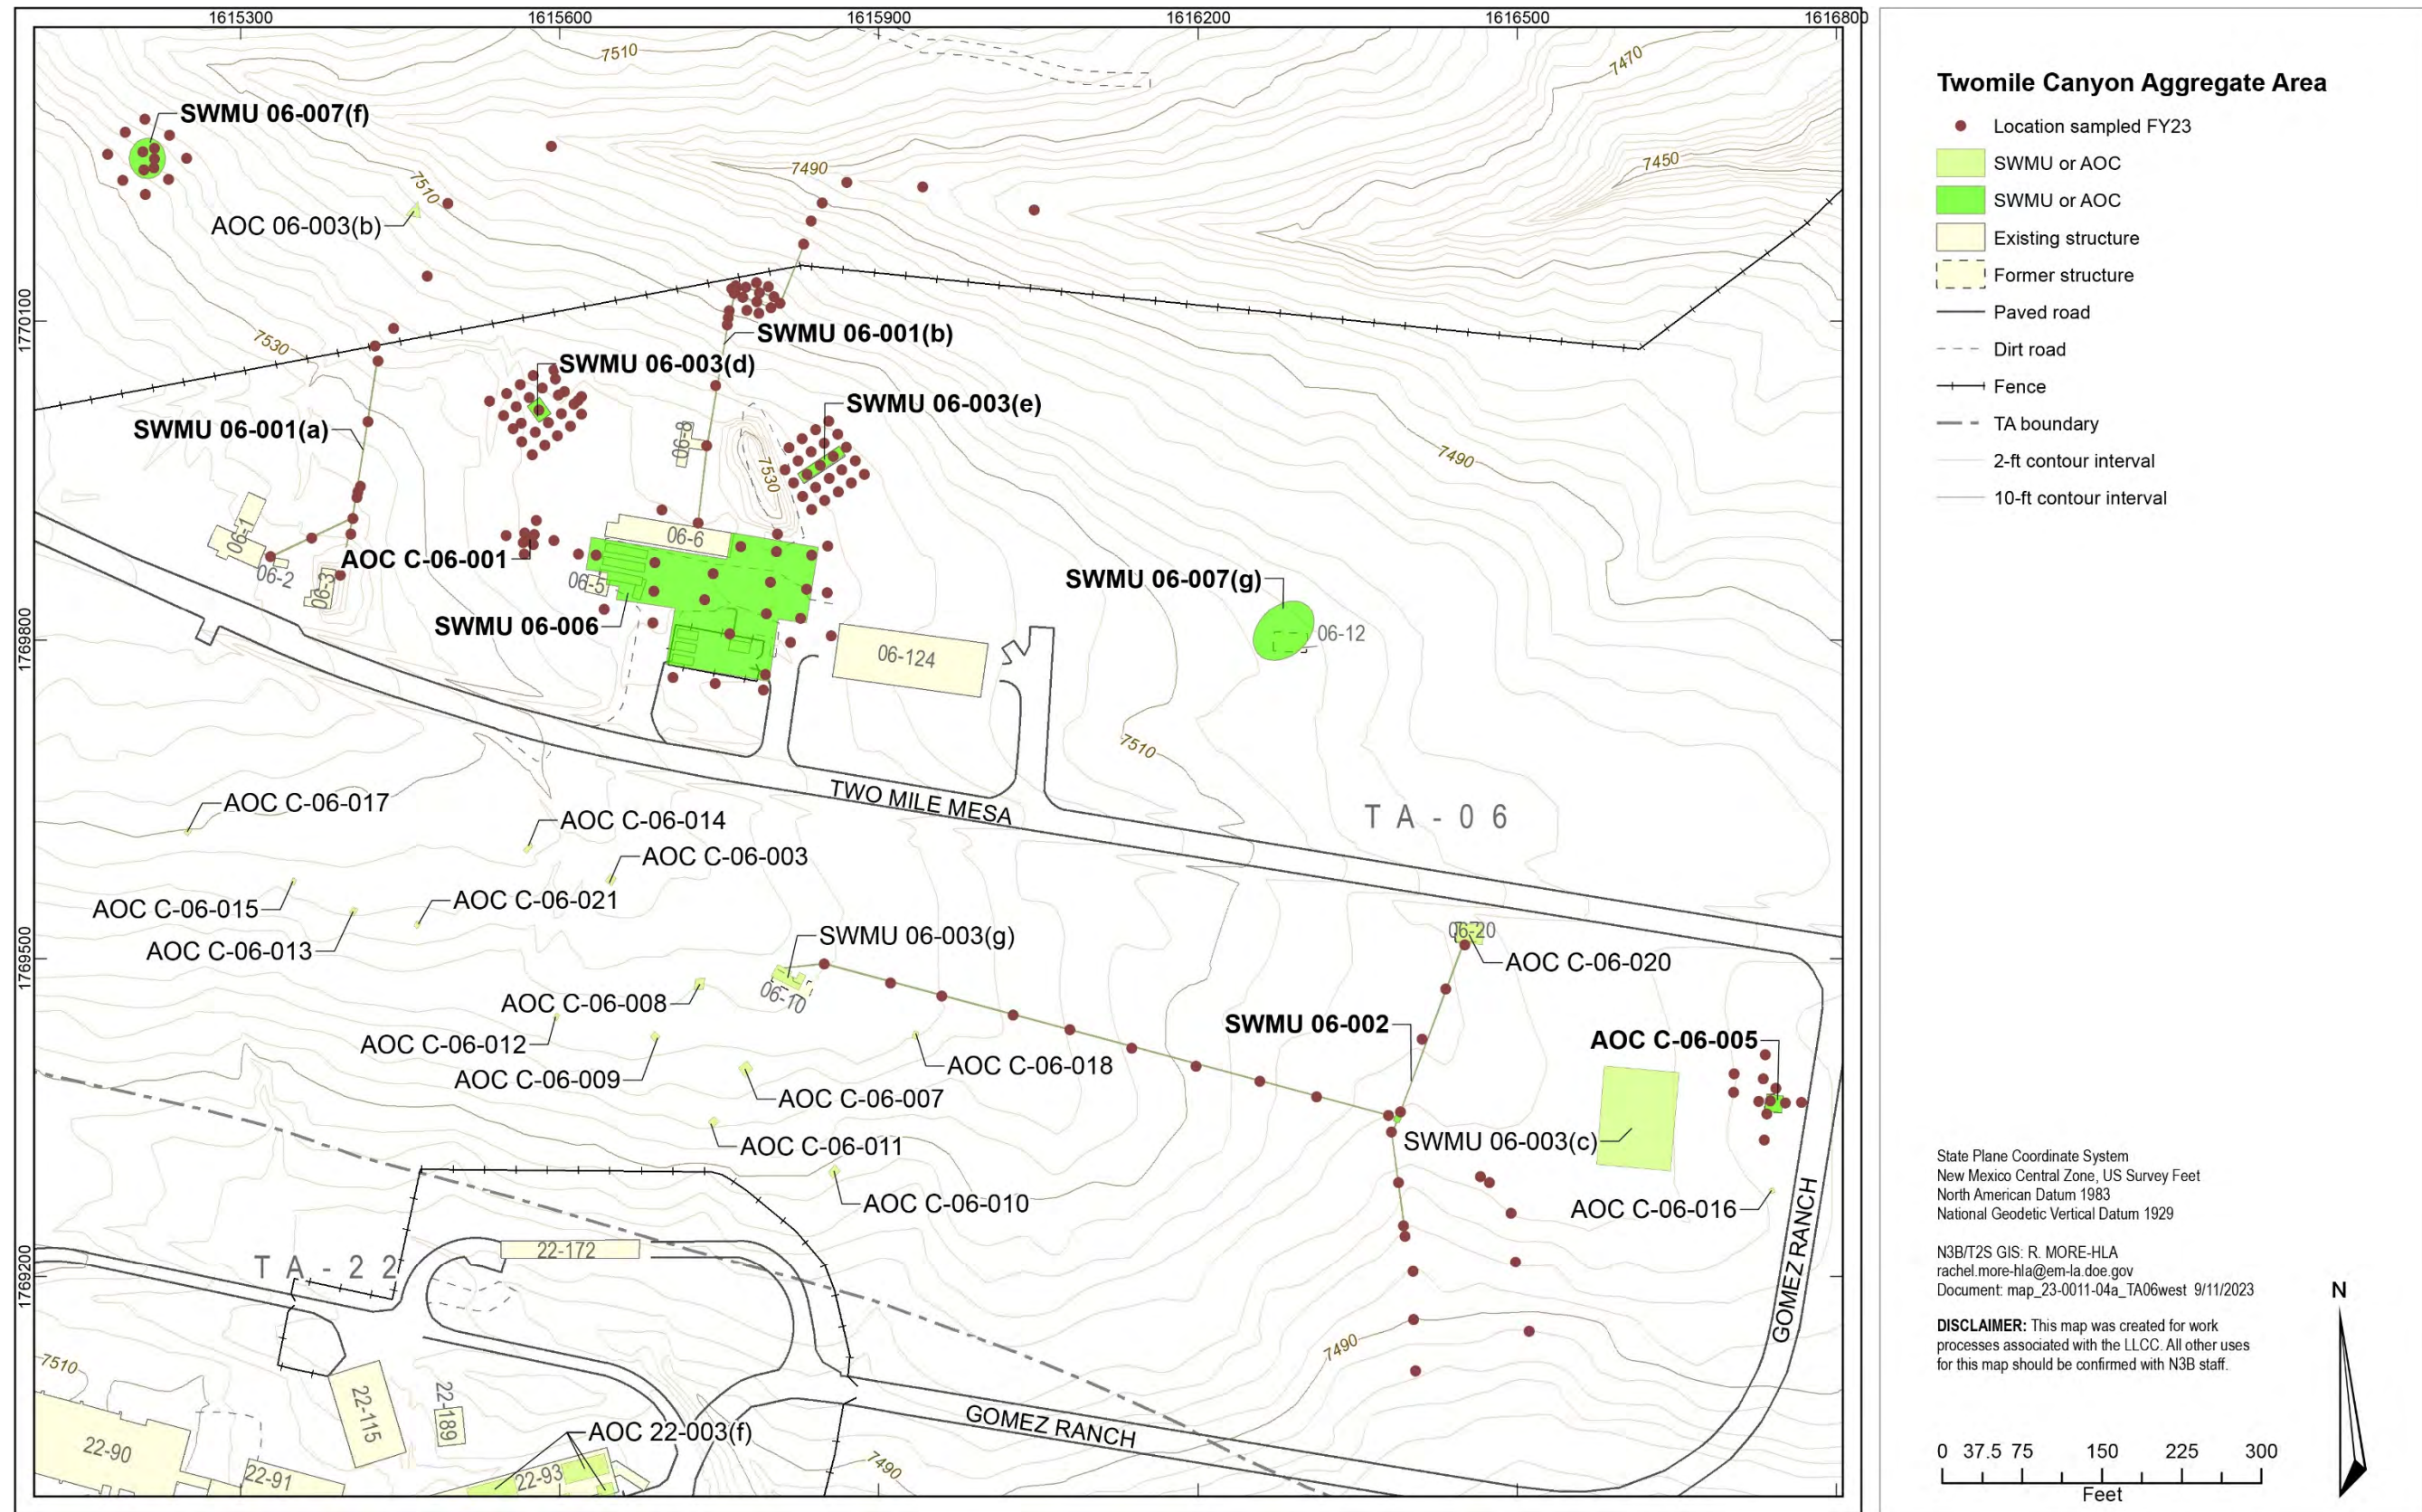 1615300 1615600 1615900 1616200 1616500 1616800
7510
7470
SWMU 06-007(f)
7490
7450
7510
AOC 06-003(b)
1770100
7530
SWMU 06-001(b)
SWMU 06-003(d)
SWMU 06-003(e)
SWMU 06-001(a)
06-8
7530
7490
06-1
06-6
AOC C-06-001
06-2
06-3
06-5
SWMU 06-007(g)
SWMU 06-006
06-12
1769800
06-124
7510
TWO MILE MESA
TA-06
AOC C-06-017
AOC C-06-014
AOC C-06-003
AOC C-06-015
AOC C-06-021
AOC C-06-013
SWMU 06-003(g)
06-20
AOC C-06-020
1769500
AOC C-06-008
06-10
SWMU 06-002
AOC C-06-005
AOC C-06-012
AOC C-06-018
AOC C-06-009
AOC C-06-007
AOC C-06-011
SWMU 06-003(c)
AOC C-06-010
AOC C-06-016
1769200
TA-22
22-172
GOMEZ RANCH
7490
7510
22-115
22-189
GOMEZ RANCH
AOC 22-003(f)
22-90
22-91
22-93
7490
Twomile Canyon Aggregate Area
Location sampled FY23
SWMU or AOC
SWMU or AOC
Existing structure
Former structure
Paved road
Dirt road
Fence
TA boundary
2-ft contour interval
10-ft contour interval
State Plane Coordinate System
New Mexico Central Zone, US Survey Feet
North American Datum 1983
National Geodetic Vertical Datum 1929
N3B/T2S GIS: R. MORE-HLA
rachel.more-hla@em-la.doe.gov
Document: map_23-0011-04a_TA06west 9/11/2023
DISCLAIMER: This map was created for work
processes associated with the LLCC. All other uses
for this map should be confirmed with N3B staff.
N
0 37.5 75 150 225 300
Feet